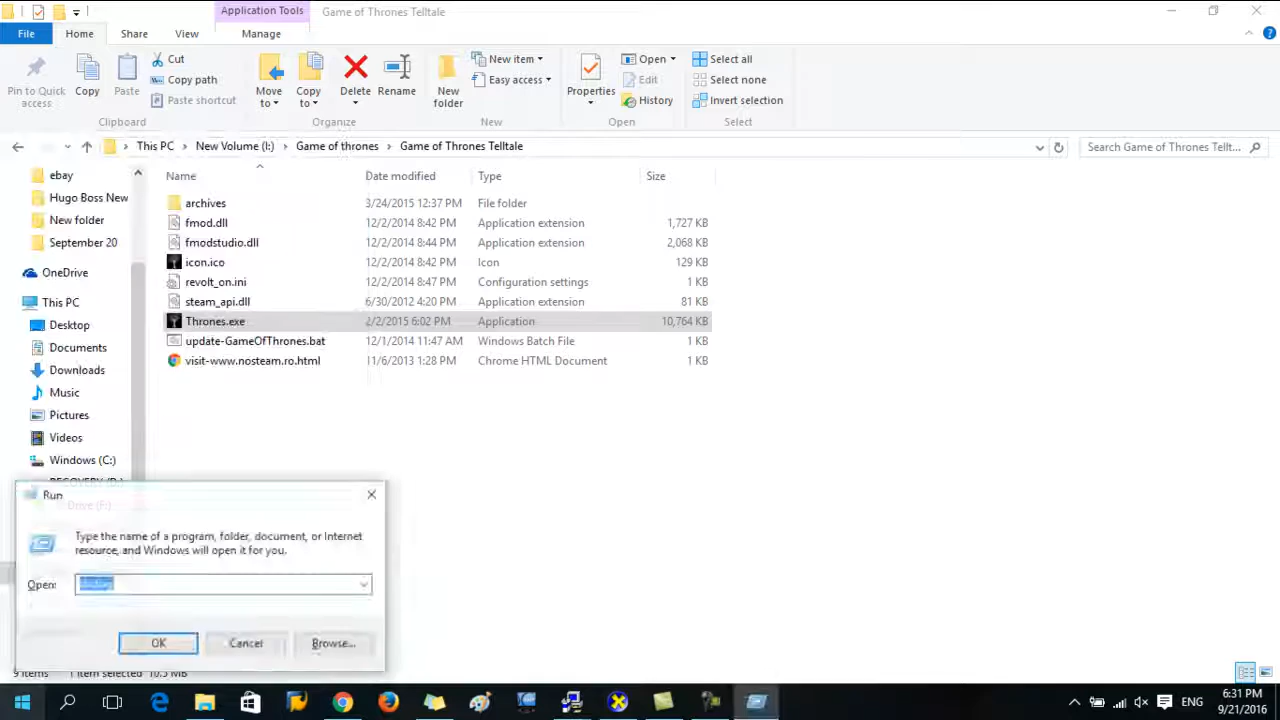 Application Tools
Game of Thrones Telltale
File
Home
Share
View
Manage
Pin to Quick access
Copy
Paste
Cut
Copy path
Paste shortcut
Clipboard
Move to
Copy to
Delete
Rename
Organize
New folder
New item
Easy access
New
Properties
Open
Edit
History
Open
Select all
Select none
Invert selection
Select
This PC
New Volume (I:)
Game of thrones
Game of Thrones Telltale
Search Game of Thrones Tellt...
ebay
Hugo Boss New
New folder
September 20
OneDrive
This PC
Desktop
Documents
Downloads
Music
Pictures
Videos
Windows (C:)
RECOVERY (D:)
Drive (F:)
Name Date modified Type Size
archives 3/24/2015 12:37 PM File folder
fmod.dll 12/2/2014 8:42 PM Application extension 1,727 KB
fmodstudio.dll 12/2/2014 8:44 PM Application extension 2,068 KB
icon.ico 12/2/2014 8:42 PM Icon 129 KB
revolt_on.ini 12/2/2014 8:47 PM Configuration settings 1 KB
steam_api.dll 6/30/2012 4:20 PM Application extension 81 KB
Thrones.exe 2/2/2015 6:02 PM Application 10,764 KB
update-GameOfThrones.bat 12/1/2014 11:47 AM Windows Batch File 1 KB
visit-www.nosteam.ro.html 11/6/2013 1:28 PM Chrome HTML Document 1 KB
Run
Type the name of a program, folder, document, or Internet
resource, and Windows will open it for you.
Open:
OK
Cancel
Browse...
9 items
1 item selected 10.5 MB
ENG
6:31 PM
9/21/2016